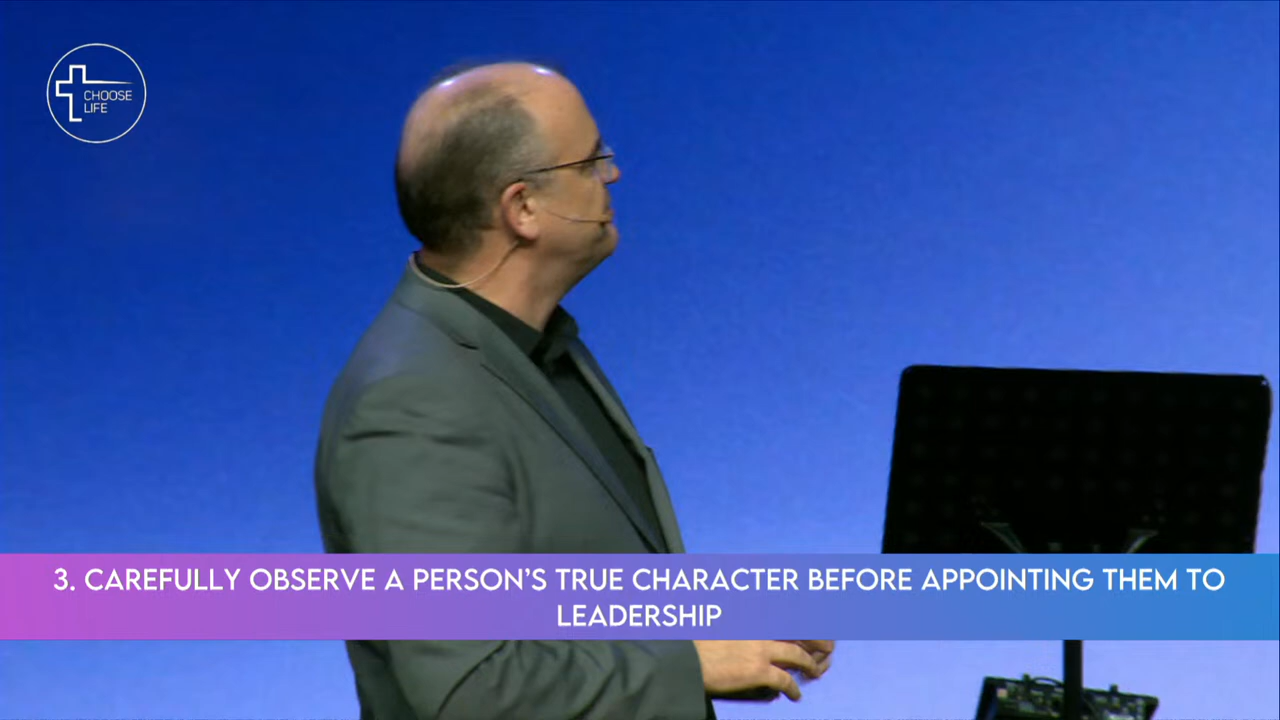 CHOOSE
LIFE
3. CAREFULLY OBSERVE A PERSON'S TRUE CHARACTER BEFORE APPOINTING THEM TO
LEADERSHIP